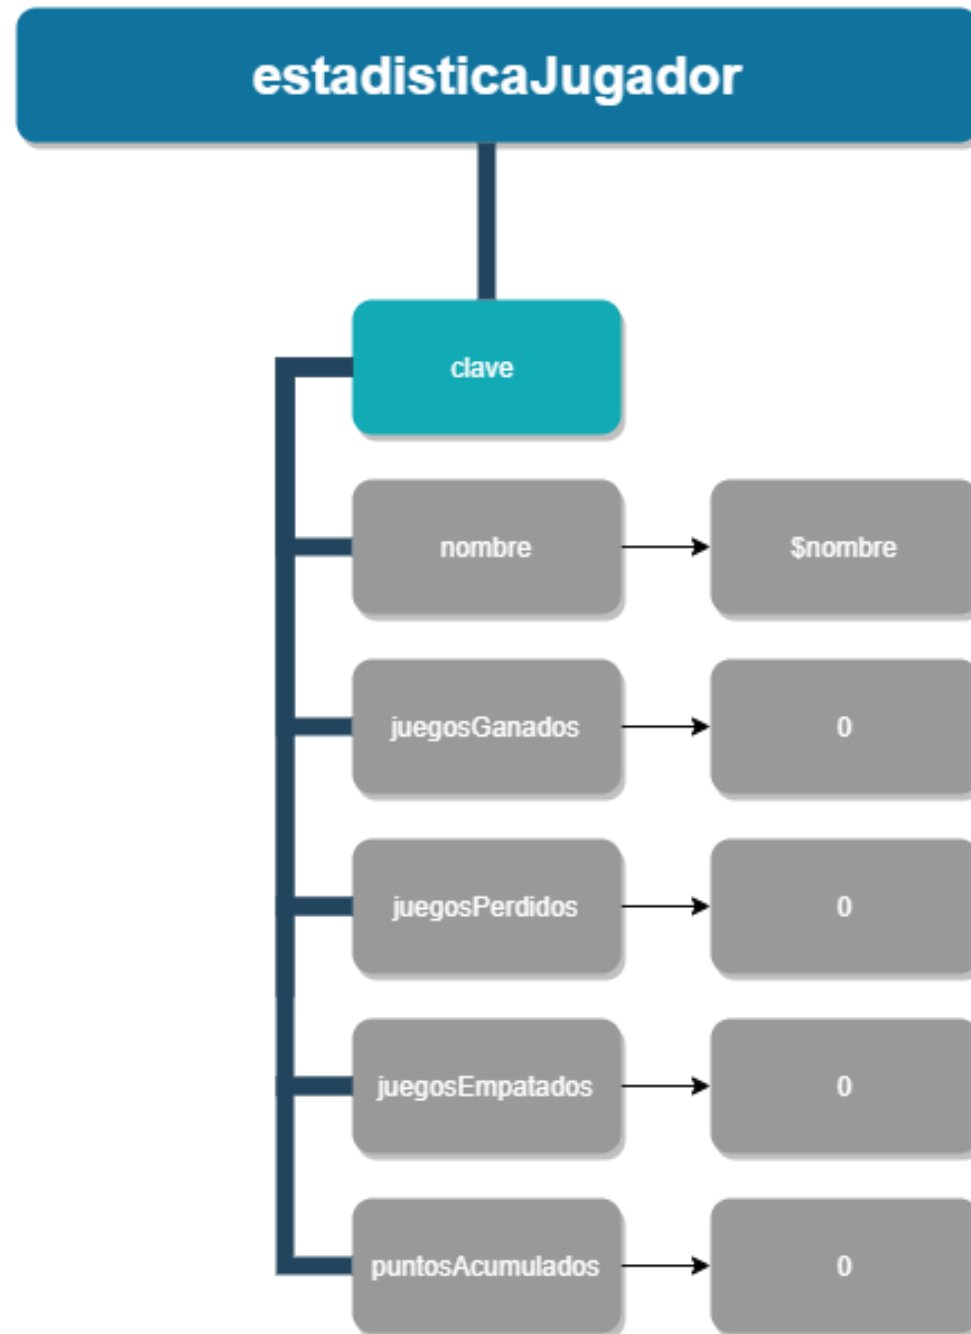 estadisticaJugador
clave
nombre
$nombre
juegosGanados
0
juegosPerdidos
0
juegosEmpatados
0
puntosAcumulados
0